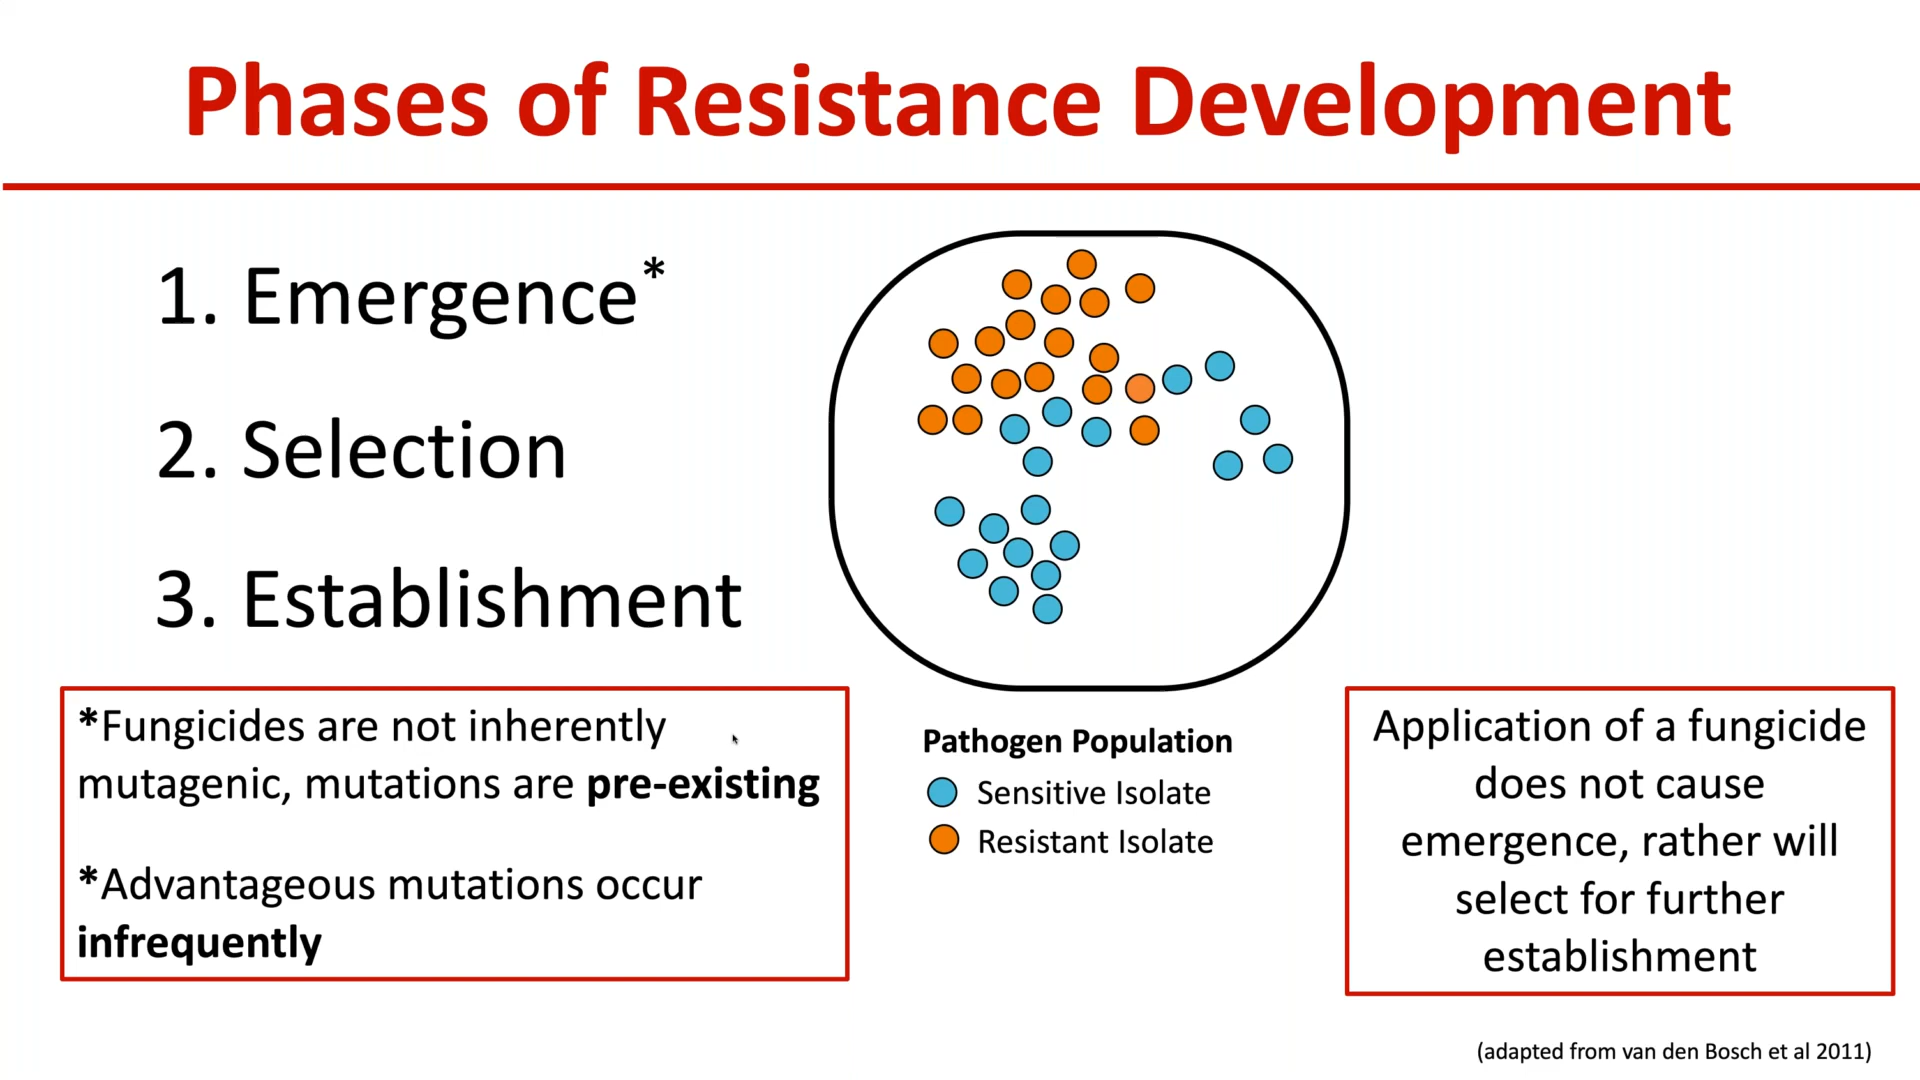 Phases of Resistance Development
1. Emergence*
2. Selection
3. Establishment
*Fungicides are not inherently
mutagenic, mutations are pre-existing
*Advantageous mutations occur
infrequently
Pathogen Population
Sensitive Isolate
Resistant Isolate
Application of a fungicide
does not cause
emergence, rather will
select for further
establishment
(adapted from van den Bosch et al 2011)